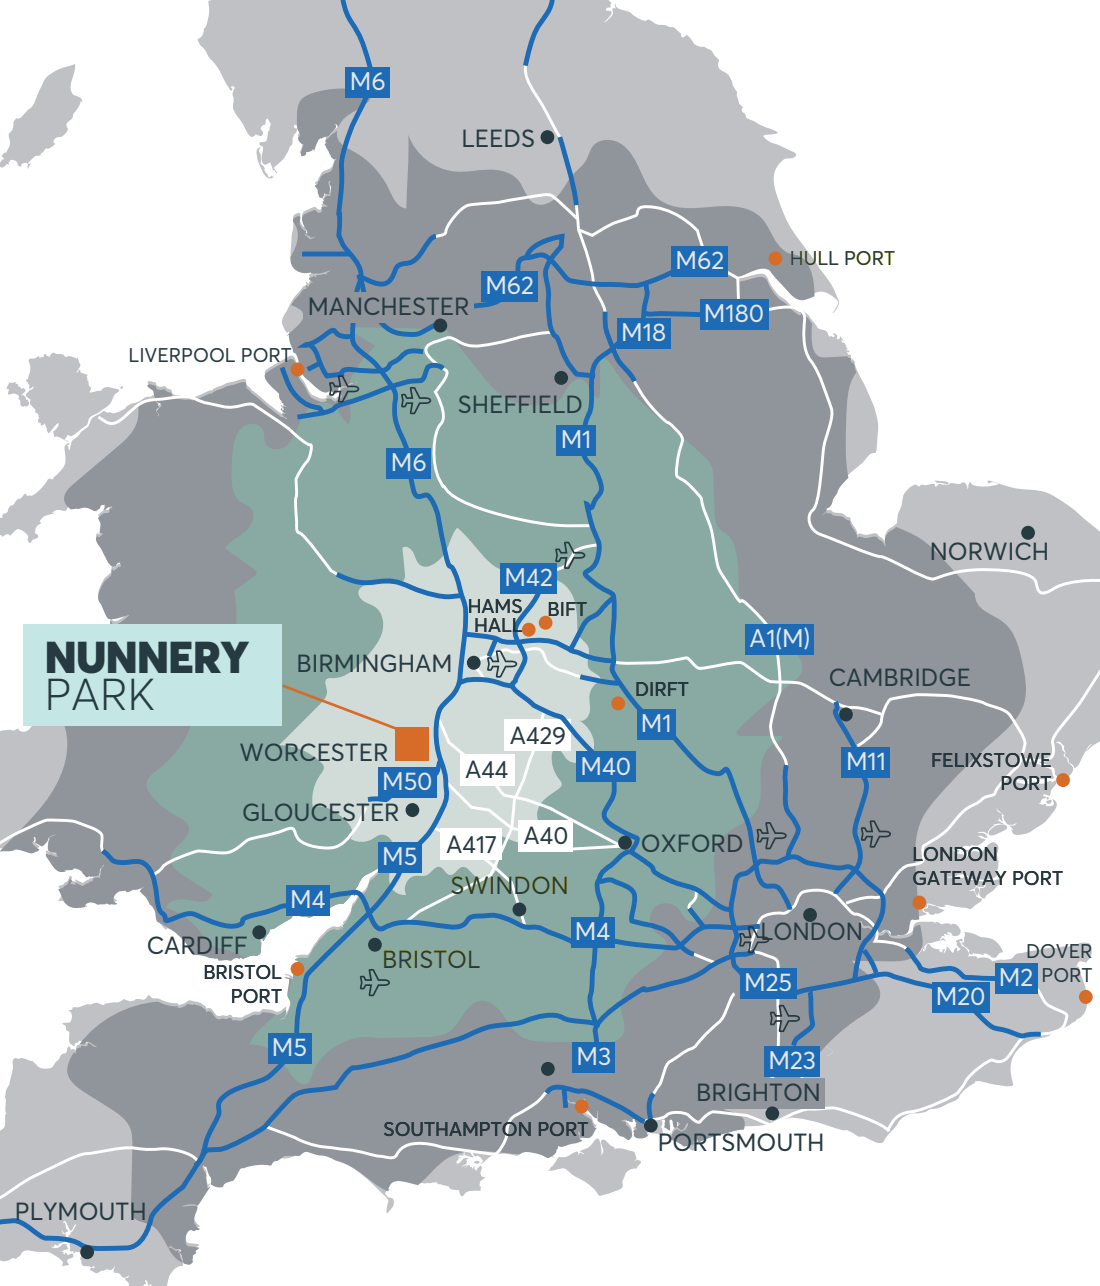 M6
LEEDS
HULL PORT
M62
M62
MANCHESTER
M180
M18
LIVERPOOL PORT
SHEFFIELD
M1
M6
NORWICH
M42
HAMS
HALL
BIFT
A1(M)
NUNNERY
PARK
BIRMINGHAM
CAMBRIDGE
DIRFT
M1
A429
WORCESTER
M40
A44
M11
FELIXSTOWE
PORT
M50
GLOUCESTER
A40
A417
OXFORD
M5
LONDON
GATEWAY PORT
SWINDON
M4
M4
LONDON
CARDIFF
BRISTOL
DOVER
PORT
BRISTOL
PORT
M25
M2
M20
M5
M3
M23
BRIGHTON
SOUTHAMPTON PORT
PORTSMOUTH
PLYMOUTH